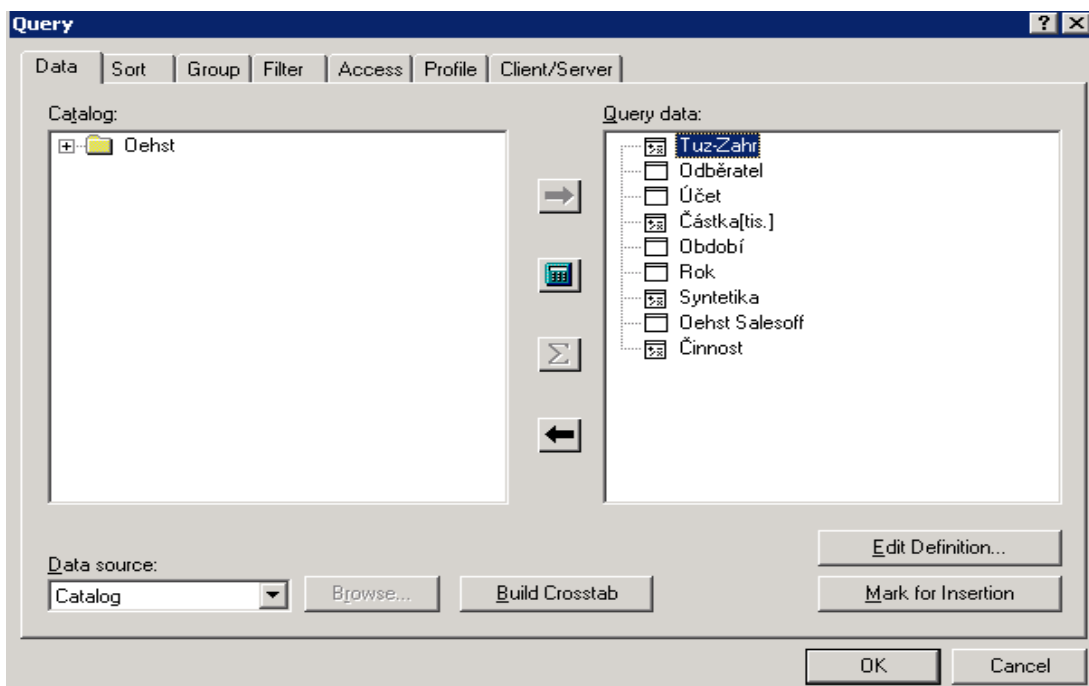 Query
Data Sort Group Filter Access Profile Client/Server
Catalog:
Oehst
Query data:
Tuz-Zahr
Odběratel
Účet
Částka[tis.]
Období
Rok
Syntetika
Oehst Salesoff
Činnost
Data source:
Catalog
Browse...
Build Crosstab
Edit Definition...
Mark for Insertion
OK
Cancel